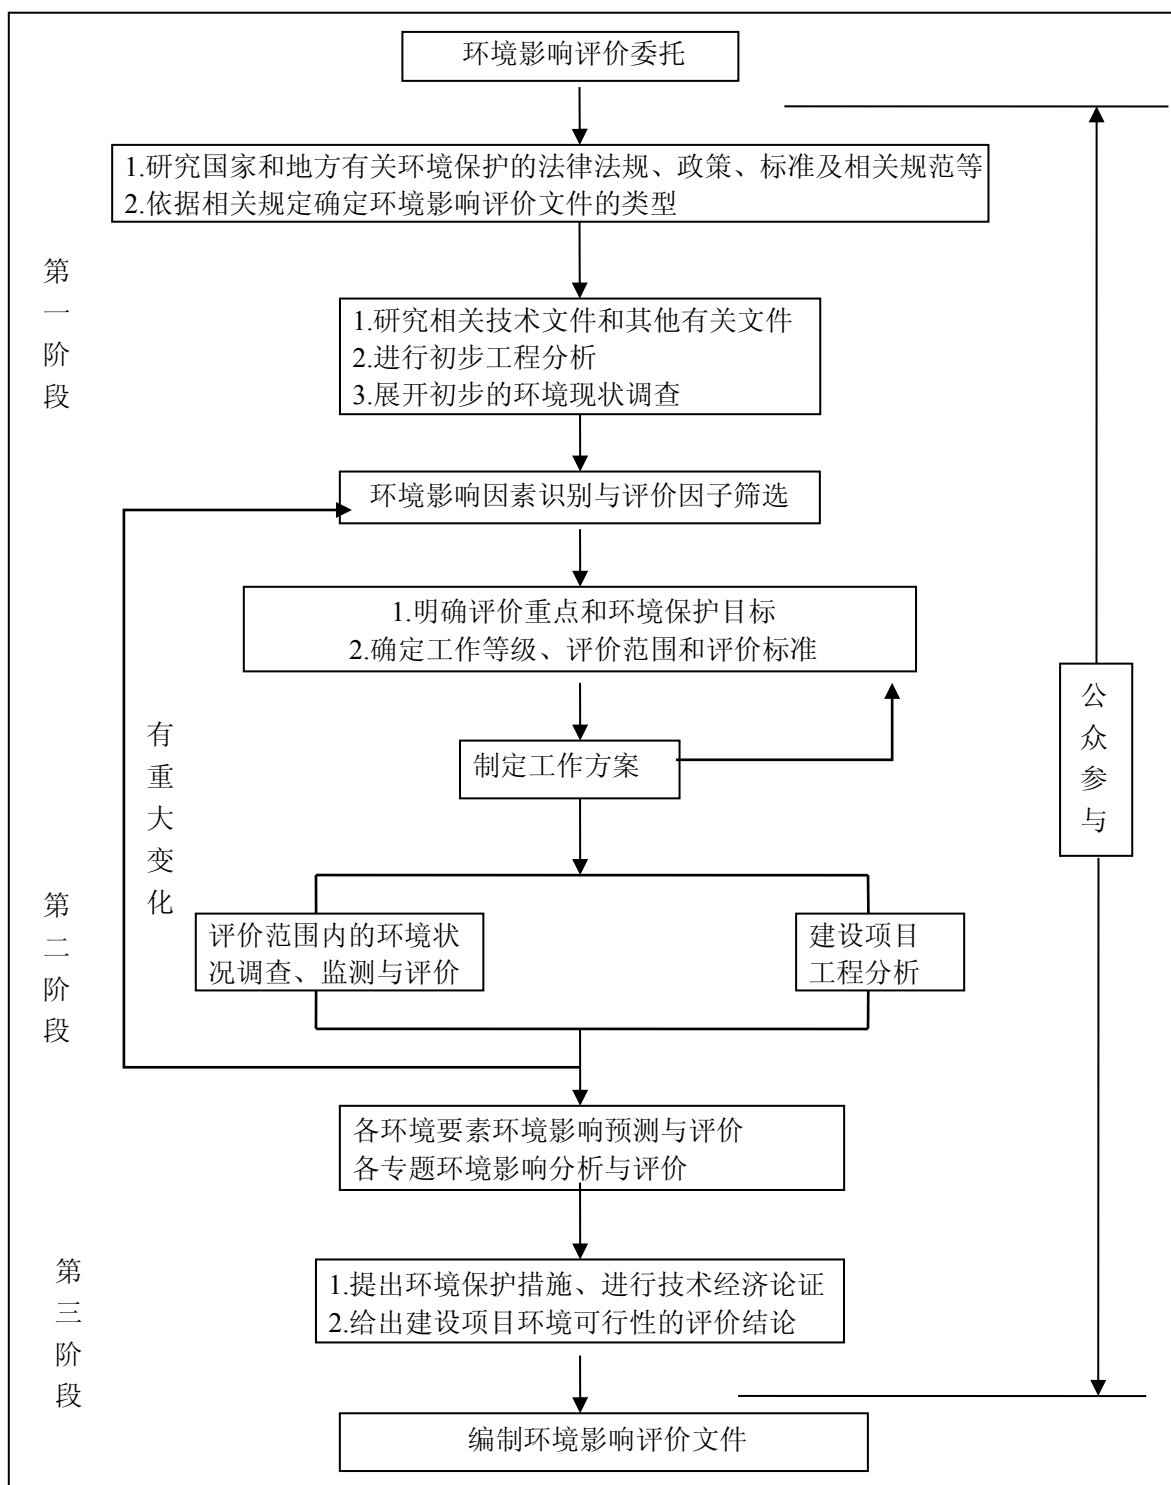 环境影响评价委托
1.研究国家和地方有关环境保护的法律法规、政策、标准及相关规范等
2.依据相关规定确定环境影响评价文件的类型
第一阶段
1.研究相关技术文件和其他有关文件
2.进行初步工程分析
3.展开初步的环境现状调查
环境影响因素识别与评价因子筛选
1.明确评价重点和环境保护目标
2.确定工作等级、评价范围和评价标准
公众参与
有重大变化
制定工作方案
第二阶段
评价范围内的环境状
况调查、监测与评价
建设项目
工程分析
各环境要素环境影响预测与评价
各专题环境影响分析与评价
第三阶段
1.提出环境保护措施、进行技术经济论证
2.给出建设项目环境可行性的评价结论
编制环境影响评价文件